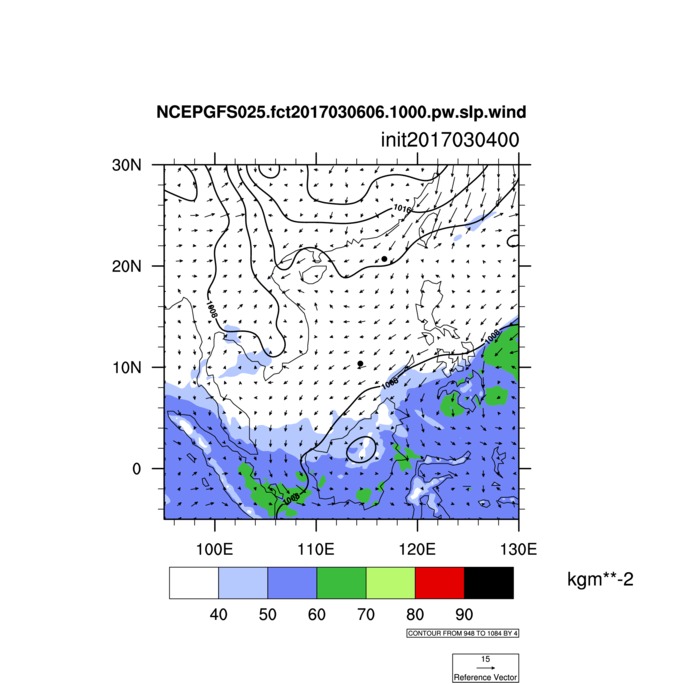 NCEPGFS025.fct2017030606.1000.pw.slp.wind
init2017030400
30N
20N
10N
0
1016
1008
1008
1008
1008
100E
110E
120E
130E
kgm**-2
40
50
60
70
80
90
CONTOUR FROM 948 TO 1084 BY 4
15
Reference Vector